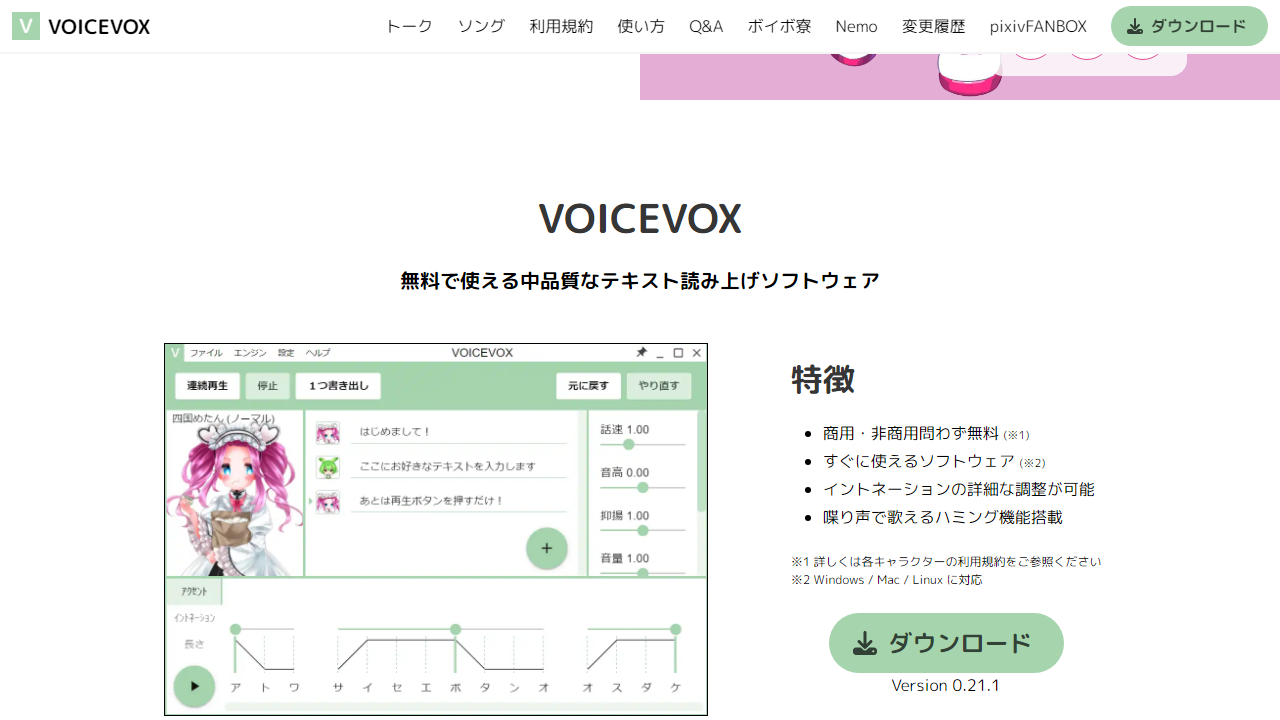 V VOICEVOX トーク ソング 利用規約 使い方 Q&A ボイボ寮 Nemo 変更履歴 pixivFANBOX ダウンロード
VOICEVOX
無料で使える中品質なテキスト読み上げソフトウェア
V ファイル エンジン 設定 ヘルプ VOICEVOX
連続再生 停止 1つ書き出し 元に戻す やり直す
四国めたん (ノーマル)
はじめまして!
ここにお好きなテキストを入力します
あとは再生ボタンを押すだけ!
話速 1.00
音高 0.00
抑揚 1.00
音量 1.00
アクセント
イントネーション
長さ
ア ト ワ サ イ セ エ ボ タ ン オ オ ス ダ ケ
特徴
• 商用・非商用問わず無料 (※1)
• すぐに使えるソフトウェア (※2)
• イントネーションの詳細な調整が可能
• 喋り声で歌えるハミング機能搭載
※1 詳しくは各キャラクターの利用規約をご参照ください
※2 Windows / Mac / Linux に対応
ダウンロード
Version 0.21.1